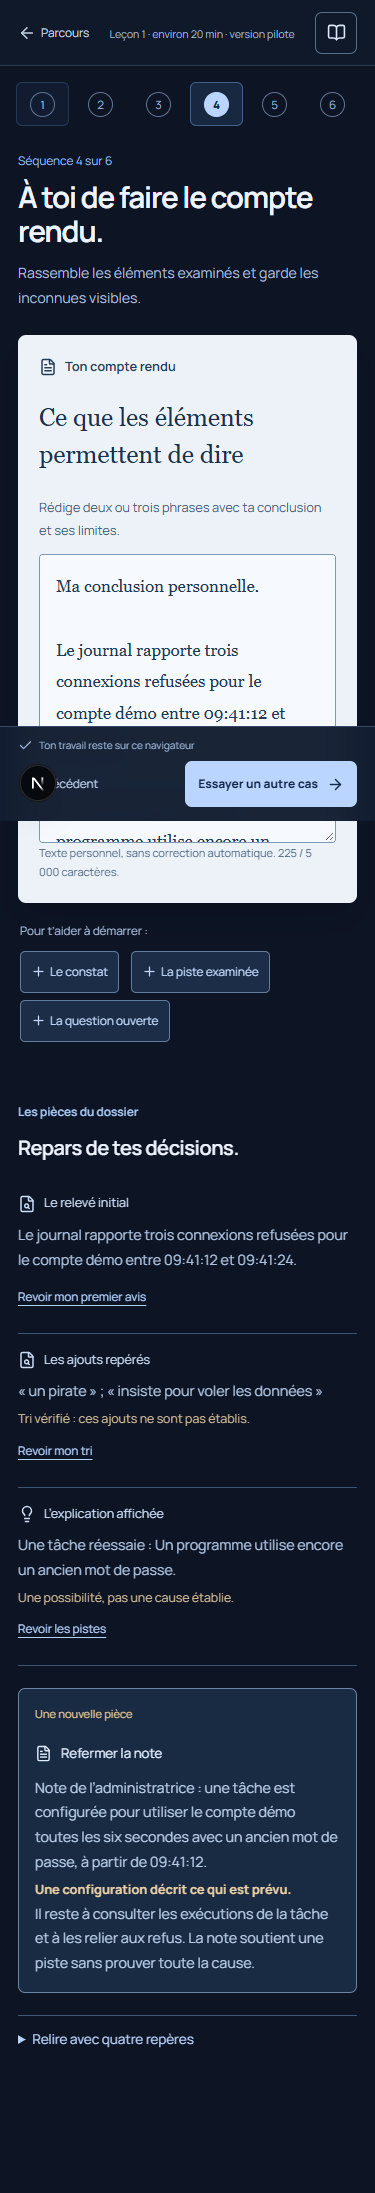 Parcours
Leçon 1 · environ 20 min · version pilote
1 2 3 4 5 6
Séquence 4 sur 6
À toi de faire le compte
rendu.
Rassemble les éléments examinés et garde les
inconnues visibles.
Ton compte rendu
Ce que les éléments
permettent de dire
Rédige deux ou trois phrases avec ta conclusion
et ses limites.
Ma conclusion personnelle.
Le journal rapporte trois
connexions refusées pour le
compte démo entre 09:41:12 et
Ton travail reste sur ce navigateur
N écédent
Essayer un autre cas
programme utilise encore un
Texte personnel, sans correction automatique. 225 / 5
000 caractères.
Pour t'aider à démarrer :
Le constat
La piste examinée
La question ouverte
Les pièces du dossier
Repars de tes décisions.
Le relevé initial
Le journal rapporte trois connexions refusées pour
le compte démo entre 09:41:12 et 09:41:24.
Revoir mon premier avis
Les ajouts repérés
« un pirate » ; « insiste pour voler les données »
Tri vérifié : ces ajouts ne sont pas établis.
Revoir mon tri
L'explication affichée
Une tâche réessaie : Un programme utilise encore
un ancien mot de passe.
Une possibilité, pas une cause établie.
Revoir les pistes
Une nouvelle pièce
Refermer la note
Note de l'administratrice : une tâche est
configurée pour utiliser le compte démo
toutes les six secondes avec un ancien mot de
passe, à partir de 09:41:12.
Une configuration décrit ce qui est prévu.
Il reste à consulter les exécutions de la tâche
et à les relier aux refus. La note soutient une
piste sans prouver toute la cause.
Relire avec quatre repères